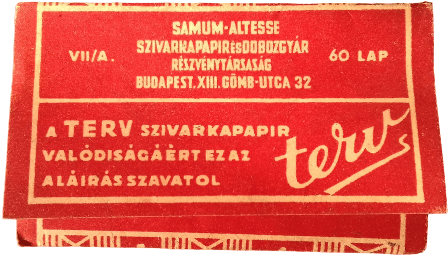 SAMUM-ALTESSE
VII/A. SZIVARKAPAPIR ÉS DOBOZGYÁR 60 LAP
RÉSZVÉNYTÁRSASÁG
BUDAPEST, XIII. GÖMB-UTCA 32
A TERV SZIVARKAPAPIR
VALÓDISÁGÁÉRT EZ AZ
ALÁÍRÁS SZAVATOL
terv